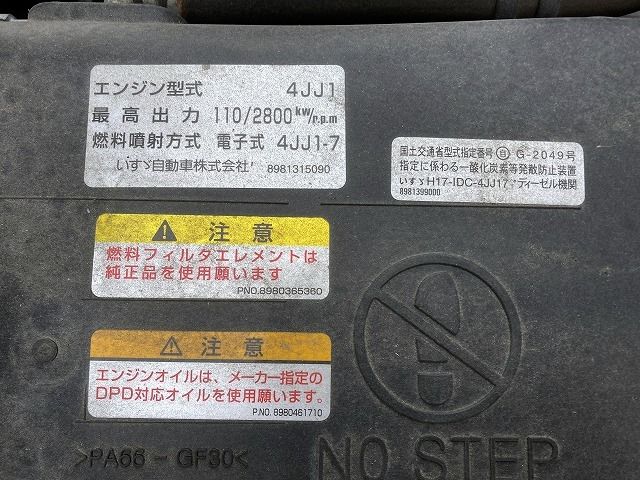 エンジン型式 4JJ1
最高出力 110/2800kW/r.p.m
燃料噴射方式 電子式 4JJ1-7
いすゞ自動車株式会社 8981315090
国土交通省型式指定番号 自 G-2049号
指定に係わる一酸化炭素等発散防止装置
いすゞH17-IDC-4JJ17 ディーゼル機関
8981399000
注意
燃料フィルタエレメントは
純正品を使用願います
PNO.8980365360
注意
エンジンオイルは、メーカー指定の
DPD対応オイルを使用願います。
P.NO. 8980461710
>PA66-GF30<
NO STEP